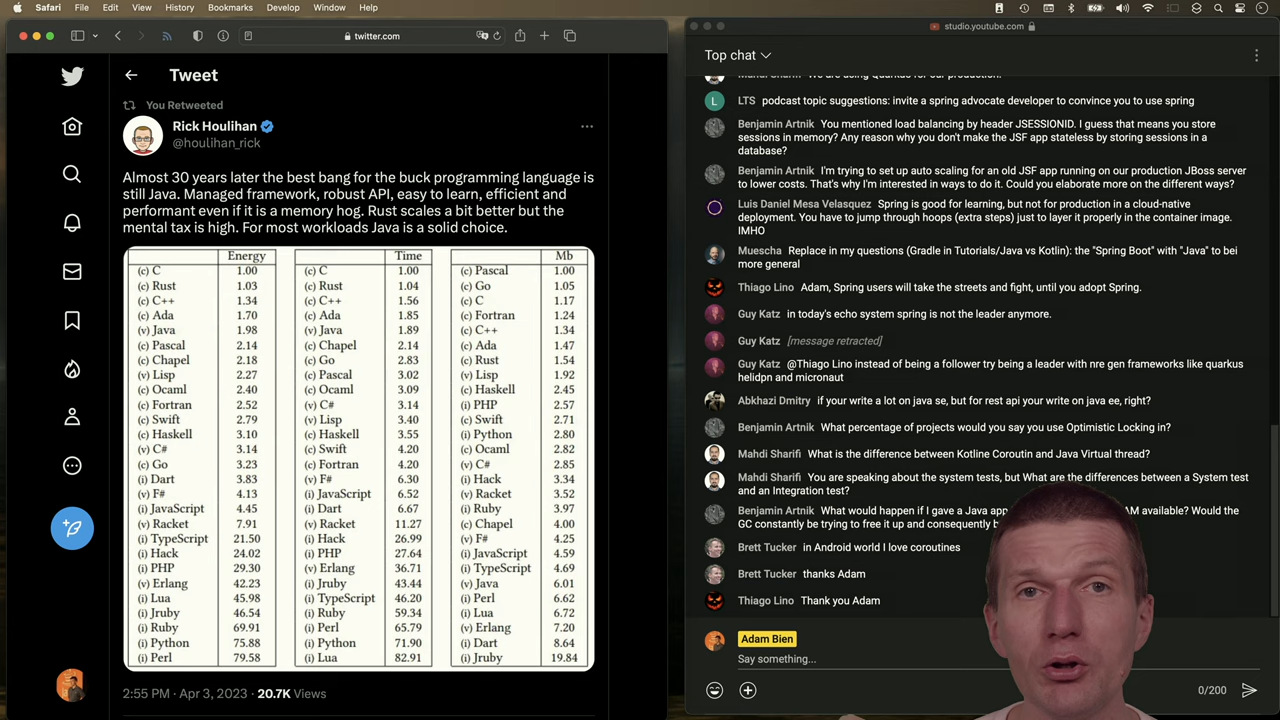 Safari File Edit View History Bookmarks Develop Window Help
twitter.com
Tweet
You Retweeted
Rick Houlihan
@houlihan_rick
Almost 30 years later the best bang for the buck programming language is
still Java. Managed framework, robust API, easy to learn, efficient and
performant even if it is a memory hog. Rust scales a bit better but the
mental tax is high. For most workloads Java is a solid choice.
Energy
(c) C 1.00
(c) Rust 1.03
(c) C++ 1.34
(c) Ada 1.70
(v) Java 1.98
(c) Pascal 2.14
(c) Chapel 2.18
(v) Lisp 2.27
(c) Ocaml 2.40
(c) Fortran 2.52
(c) Swift 2.79
(c) Haskell 3.10
(v) C# 3.14
(c) Go 3.23
(i) Dart 3.83
(v) F# 4.13
(i) JavaScript 4.45
(v) Racket 7.91
(i) TypeScript 21.50
(i) Hack 24.02
(i) PHP 29.30
(v) Erlang 42.23
(i) Lua 45.98
(i) Jruby 46.54
(i) Ruby 69.91
(i) Python 75.88
(i) Perl 79.58
Time
(c) C 1.00
(c) Rust 1.04
(c) C++ 1.56
(c) Ada 1.85
(v) Java 1.89
(c) Chapel 2.14
(c) Go 2.83
(c) Pascal 3.02
(c) Ocaml 3.09
(v) C# 3.14
(v) Lisp 3.40
(c) Haskell 3.55
(c) Swift 4.20
(c) Fortran 4.20
(v) F# 6.30
(i) JavaScript 6.52
(i) Dart 6.67
(v) Racket 11.27
(i) Hack 26.99
(i) PHP 27.64
(v) Erlang 36.71
(i) Jruby 43.44
(i) TypeScript 46.20
(i) Ruby 59.34
(i) Perl 65.79
(i) Python 71.90
(i) Lua 82.91
Mb
(c) Pascal 1.00
(c) Go 1.05
(c) C 1.17
(c) Fortran 1.24
(c) C++ 1.34
(c) Ada 1.47
(c) Rust 1.54
(v) Lisp 1.92
(c) Haskell 2.45
(i) PHP 2.57
(c) Swift 2.71
(i) Python 2.80
(c) Ocaml 2.82
(v) C# 2.85
(i) Hack 3.34
(v) Racket 3.52
(i) Ruby 3.97
(c) Chapel 4.00
(v) F# 4.25
(i) JavaScript 4.59
(i) TypeScript 4.69
(v) Java 6.01
(i) Perl 6.62
(i) Lua 6.72
(v) Erlang 7.20
(i) Dart 8.64
(i) Jruby 19.84
2:55 PM · Apr 3, 2023 · 20.7K Views
studio.youtube.com
Top chat
L LTS podcast topic suggestions: invite a spring advocate developer to convince you to use spring
Benjamin Artnik You mentioned load balancing by header JSESSIONID. I guess that means you store
sessions in memory? Any reason why you don't make the JSF app stateless by storing sessions in a
database?
Benjamin Artnik I'm trying to set up auto scaling for an old JSF app running on our production JBoss server
to lower costs. That's why I'm interested in ways to do it. Could you elaborate more on the different ways?
Luis Daniel Mesa Velasquez Spring is good for learning, but not for production in a cloud-native
deployment. You have to jump through hoops (extra steps) just to layer it properly in the container image.
IMHO
Muescha Replace in my questions (Gradle in Tutorials/Java vs Kotlin): the "Spring Boot" with "Java" to bei
more general
Thiago Lino Adam, Spring users will take the streets and fight, until you adopt Spring.
Guy Katz in today's echo system spring is not the leader anymore.
Guy Katz [message retracted]
Guy Katz @Thiago Lino instead of being a follower try being a leader with nre gen frameworks like quarkus
helidpn and micronaut
Abkhazi Dmitry if your write a lot on java se, but for rest api your write on java ee, right?
Benjamin Artnik What percentage of projects would you say you use Optimistic Locking in?
Mahdi Sharifi What is the difference between Kotline Coroutin and Java Virtual thread?
Mahdi Sharifi You are speaking about the system tests, but What are the differences between a System test
and an Integration test?
Benjamin Artnik What would happen if I gave a Java app AM available? Would the
GC constantly be trying to free it up and consequently
Brett Tucker in Android world I love coroutines
Brett Tucker thanks Adam
Thiago Lino Thank you Adam
Adam Bien
Say something...
0/200